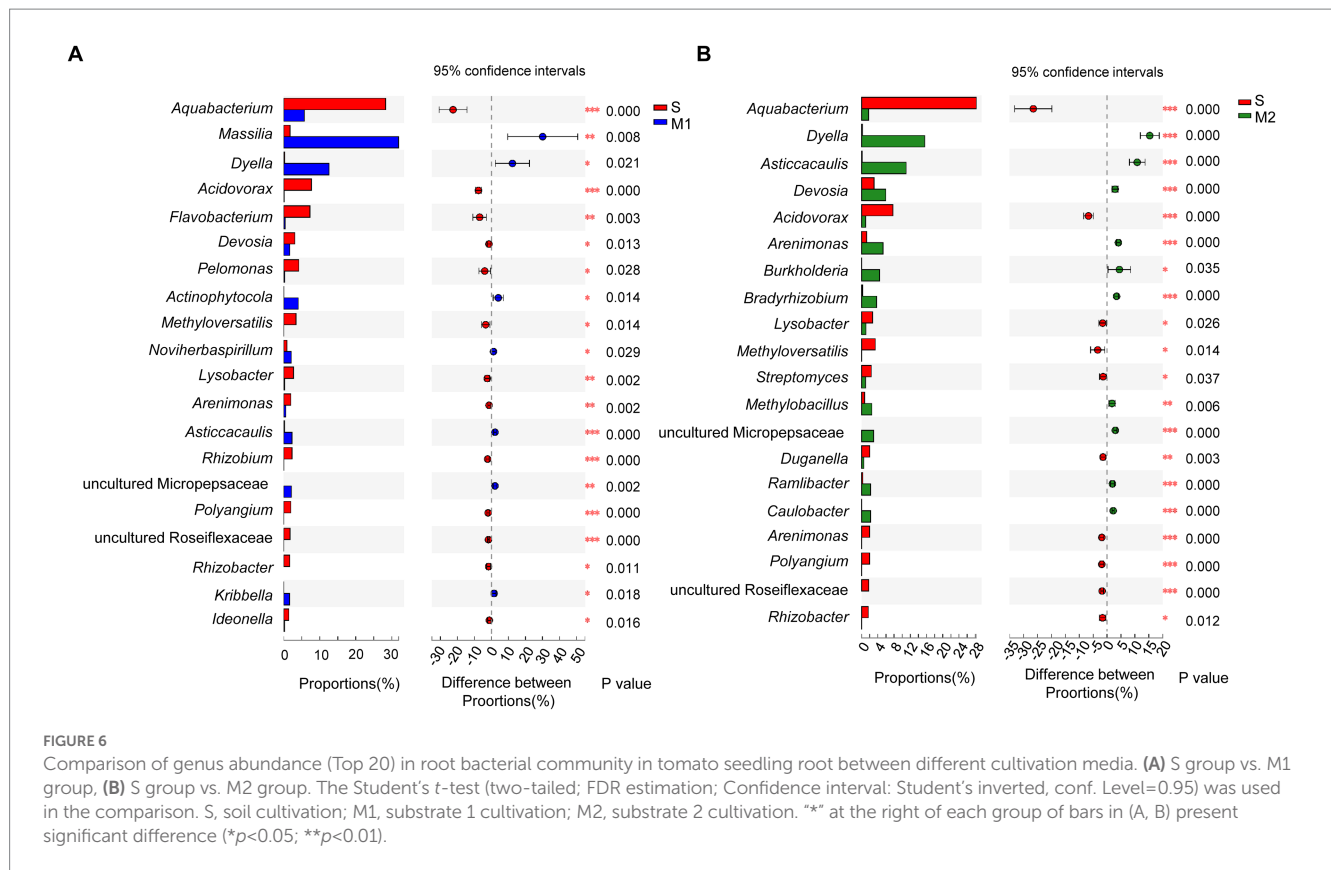 A
95% confidence intervals
Aquabacterium *** 0.000
Massilia ** 0.008
Dyella * 0.021
Acidovorax *** 0.000
Flavobacterium ** 0.003
Devosia * 0.013
Pelomonas * 0.028
Actinophytocola * 0.014
Methyloversatilis * 0.014
Noviherbaspirillum * 0.029
Lysobacter ** 0.002
Arenimonas ** 0.002
Asticcacaulis *** 0.000
Rhizobium *** 0.000
uncultured Micropepsaceae ** 0.002
Polyangium *** 0.000
uncultured Roseiflexaceae *** 0.000
Rhizobacter * 0.011
Kribbella * 0.018
Ideonella * 0.016
S
M1
0 10 20 30
-30 -20 -10 0 10 20 30 40 50
Proportions(%)
Difference between
Proortions(%)
P value
B
95% confidence intervals
Aquabacterium *** 0.000
Dyella *** 0.000
Asticcacaulis *** 0.000
Devosia *** 0.000
Acidovorax *** 0.000
Arenimonas *** 0.000
Burkholderia * 0.035
Bradyrhizobium *** 0.000
Lysobacter * 0.026
Methyloversatilis * 0.014
Streptomyces * 0.037
Methylobacillus ** 0.006
uncultured Micropepsaceae *** 0.000
Duganella ** 0.003
Ramlibacter *** 0.000
Caulobacter *** 0.000
Arenimonas *** 0.000
Polyangium *** 0.000
uncultured Roseiflexaceae *** 0.000
Rhizobacter * 0.012
S
M2
0 4 8 12 16 20 24 28
-35 -30 -25 -20 -15 -10 -5 0 5 10 15 20
Proportions(%)
Difference between
Proortions(%)
P value
FIGURE 6
Comparison of genus abundance (Top 20) in root bacterial community in tomato seedling root between different cultivation media. (A) S group vs. M1
group, (B) S group vs. M2 group. The Student's t-test (two-tailed; FDR estimation; Confidence interval: Student's inverted, conf. Level=0.95) was used
in the comparison. S, soil cultivation; M1, substrate 1 cultivation; M2, substrate 2 cultivation. "*" at the right of each group of bars in (A, B) present
significant difference (*p<0.05; **p<0.01).